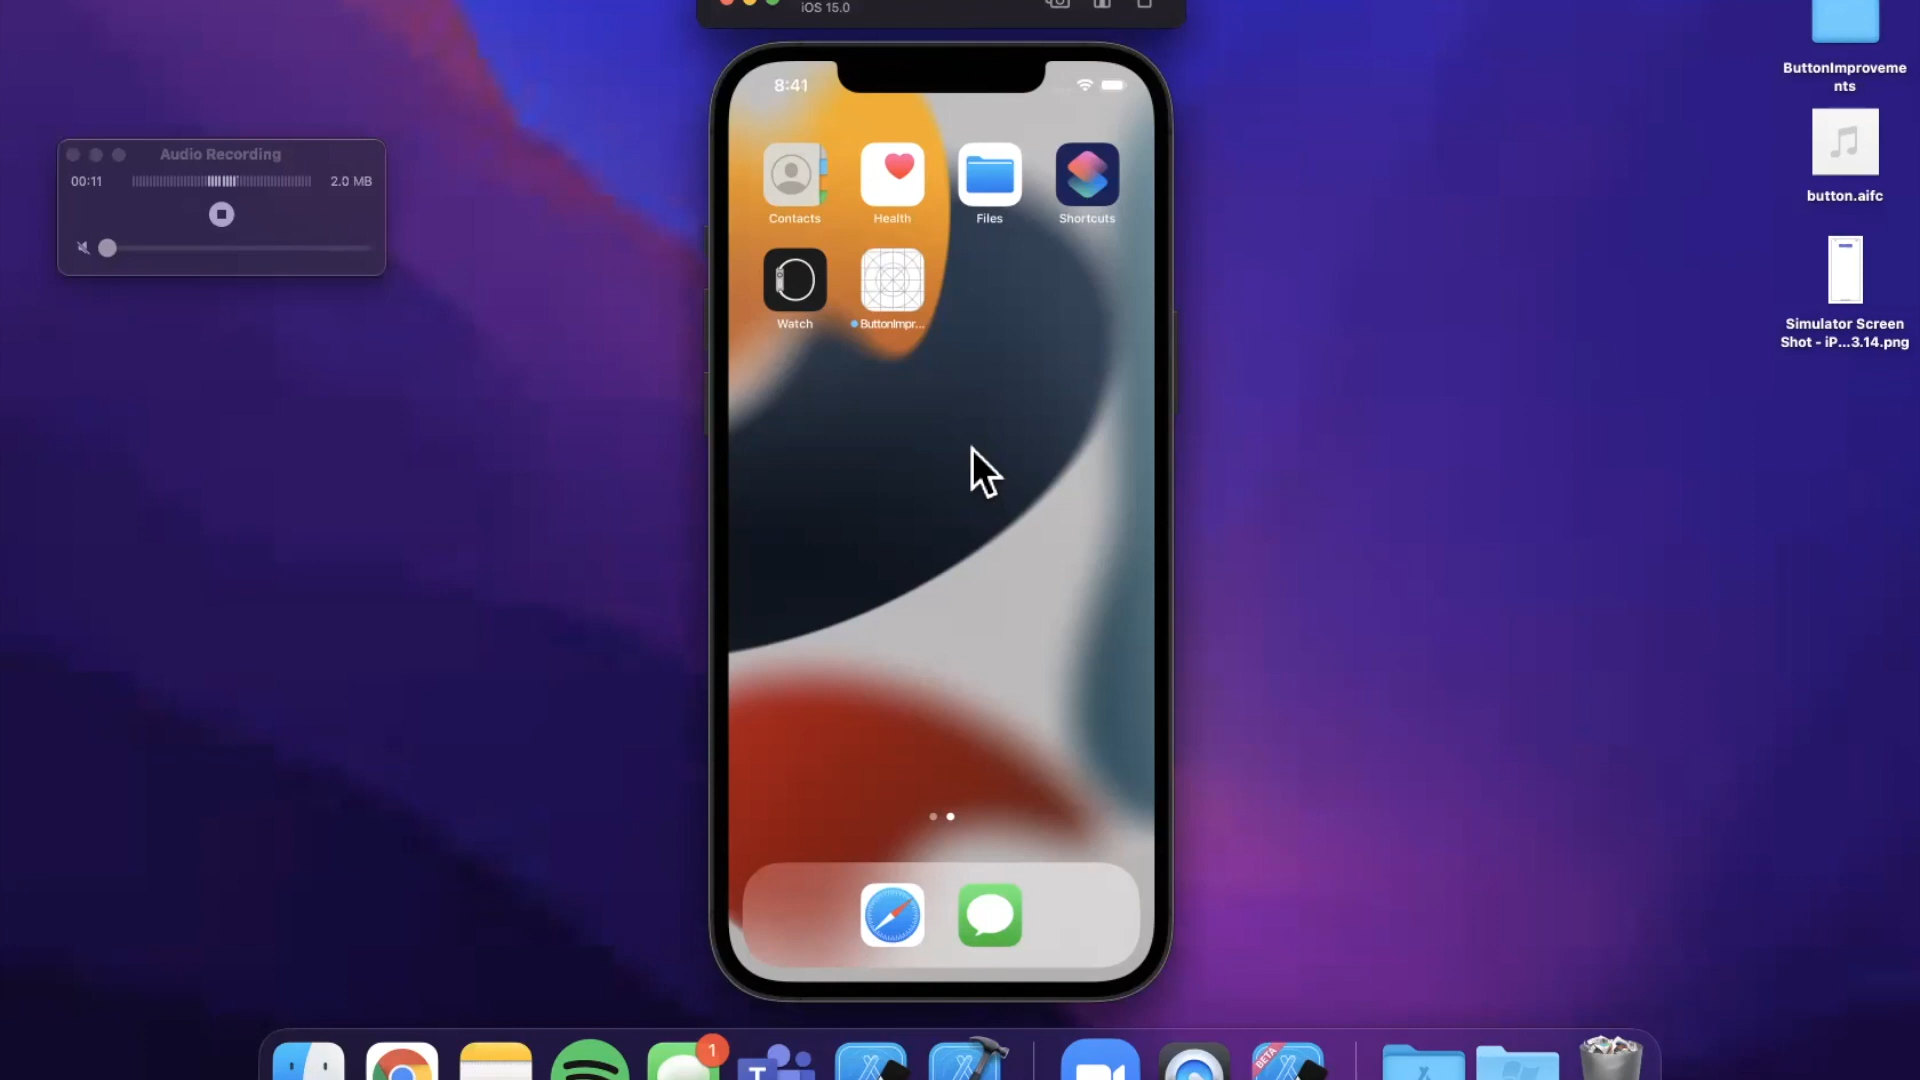 iOS 15.0
8:41
ButtonImproveme
nts
Audio Recording
00:11
2.0 MB
button.aifc
Contacts
Health
Files
Shortcuts
Watch
ButtonImpr...
Simulator Screen
Shot - iP...3.14.png
1
T
BETA